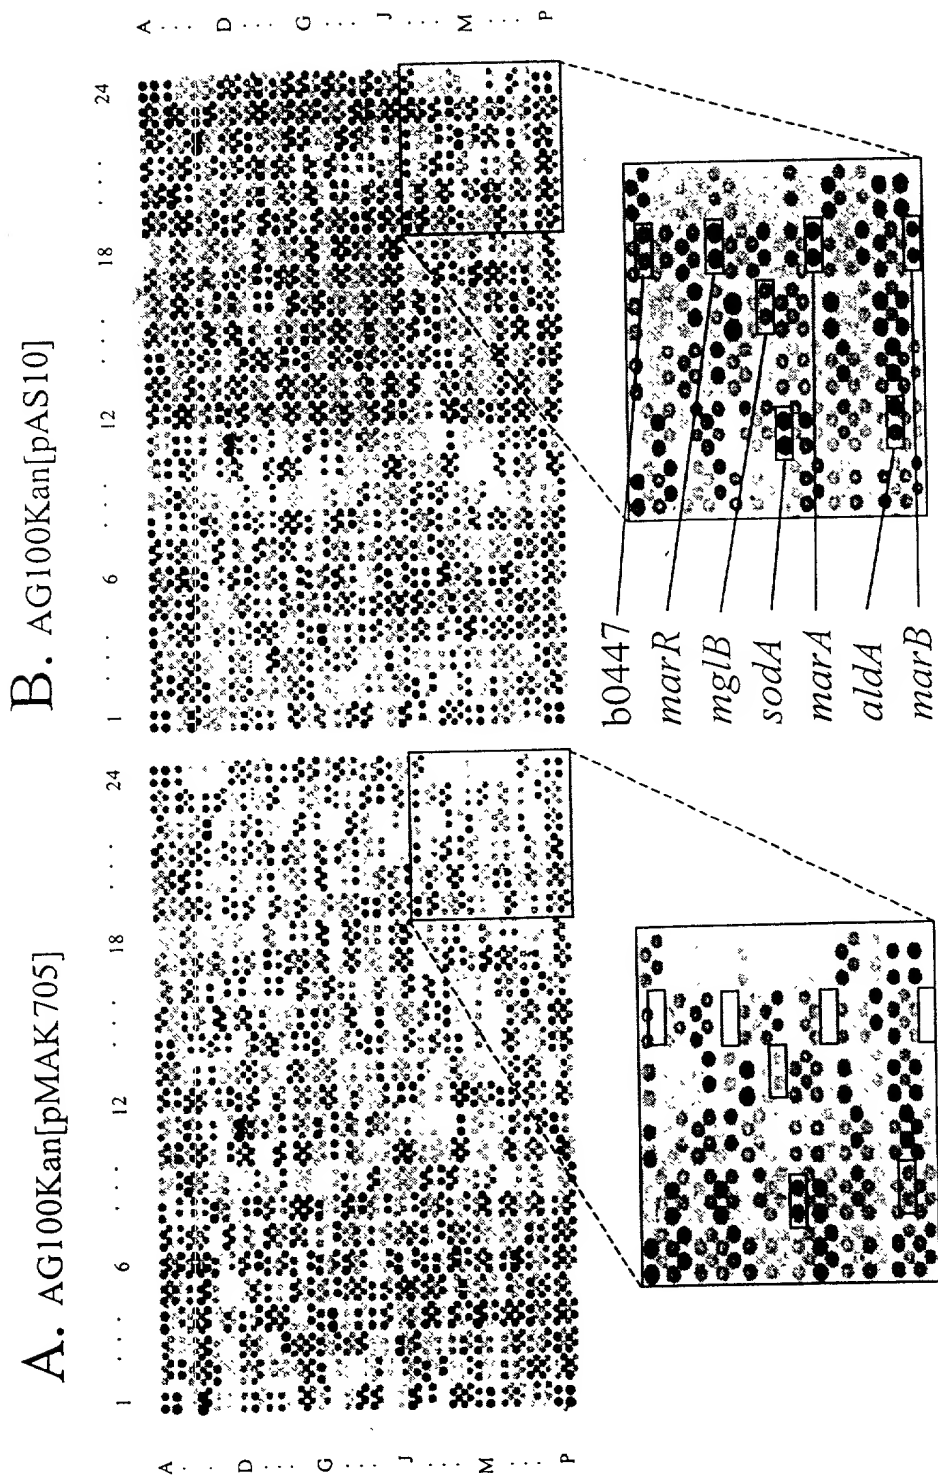 A. AG100Kan[pMAK705]
1 . . . 6 . . . 12 . . . 18 . . . 24
A
. . .
D
. . .
G
. . .
J
. . .
M
. . .
P
B. AG100Kan[pAS10]
1 . . . 6 . . . 12 . . . 18 . . . 24
A
. . .
D
. . .
G
. . .
J
. . .
M
. . .
P
b0447
marR
mglB
sodA
marA
aldA
marB